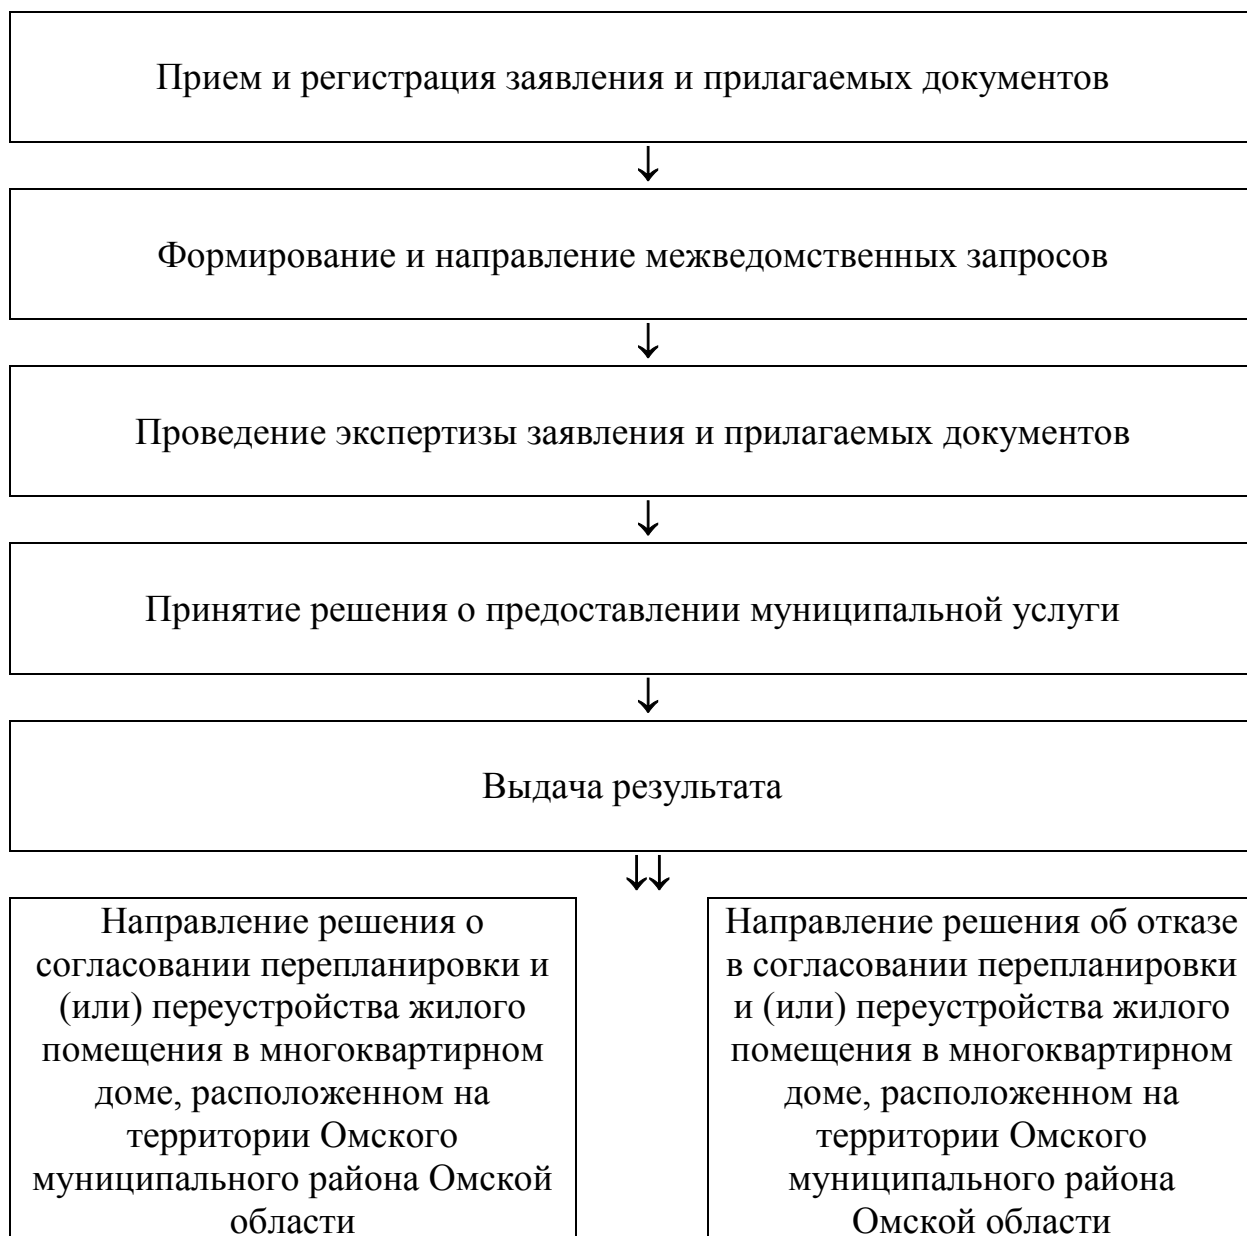 Прием и регистрация заявления и прилагаемых документов
Формирование и направление межведомственных запросов
Проведение экспертизы заявления и прилагаемых документов
Принятие решения о предоставлении муниципальной услуги
Выдача результата
Направление решения о
согласовании перепланировки и
(или) переустройства жилого
помещения в многоквартирном
доме, расположенном на
территории Омского
муниципального района Омской
области
Направление решения об отказе
в согласовании перепланировки
и (или) переустройства жилого
помещения в многоквартирном
доме, расположенном на
территории Омского
муниципального района
Омской области